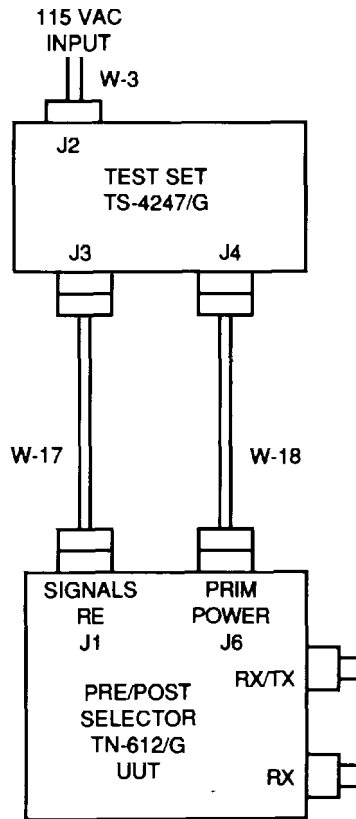 115 VAC
INPUT
W-3
J2
TEST SET
TS-4247/G
J3 J4
W-17 W-18
SIGNALS PRIM
RE POWER
J1 J6
RX/TX
PRE/POST
SELECTOR
TN-612/G
UUT
RX